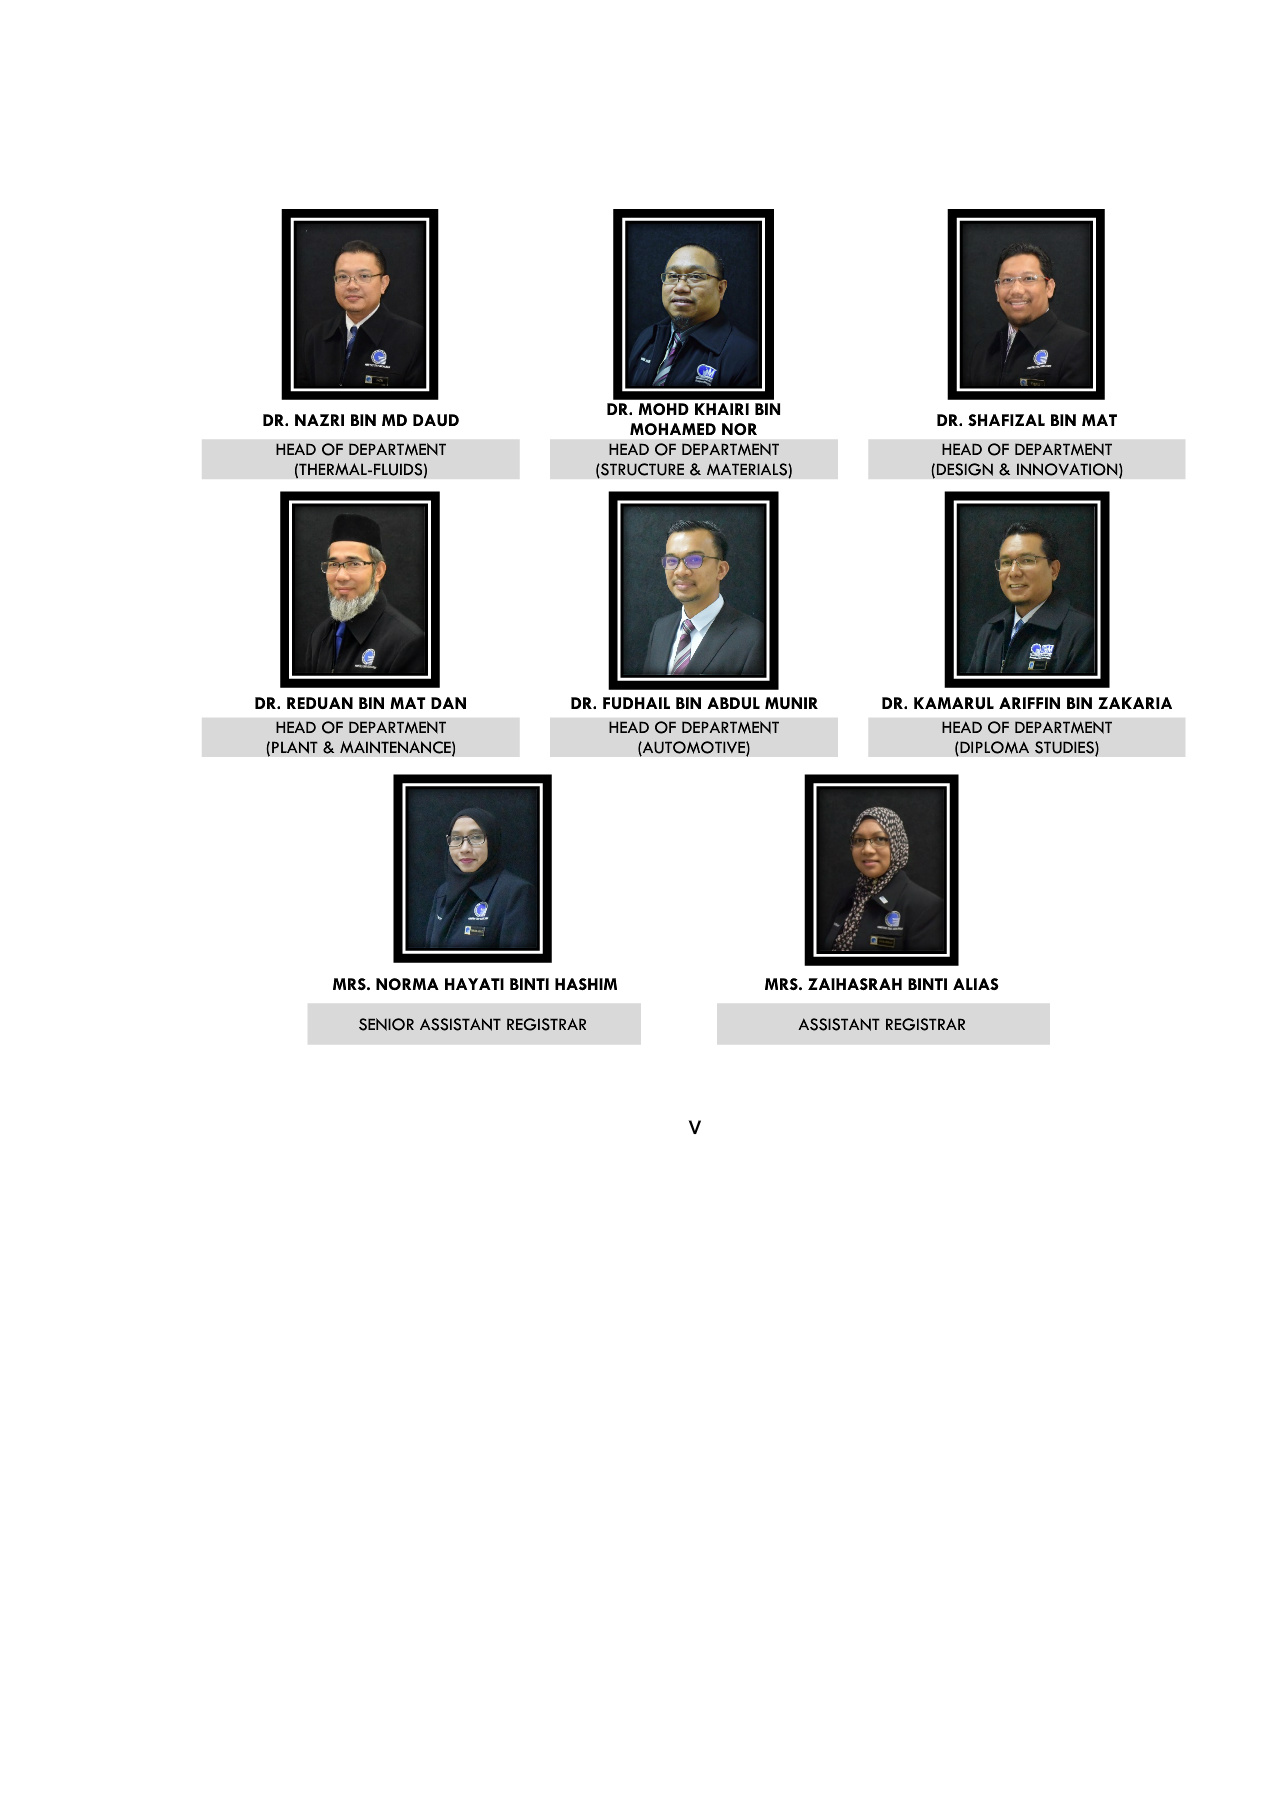 DR. NAZRI BIN MD DAUD
HEAD OF DEPARTMENT
(THERMAL-FLUIDS)
DR. MOHD KHAIRI BIN
MOHAMED NOR
HEAD OF DEPARTMENT
(STRUCTURE & MATERIALS)
DR. SHAFIZAL BIN MAT
HEAD OF DEPARTMENT
(DESIGN & INNOVATION)
DR. REDUAN BIN MAT DAN
HEAD OF DEPARTMENT
(PLANT & MAINTENANCE)
DR. FUDHAIL BIN ABDUL MUNIR
HEAD OF DEPARTMENT
(AUTOMOTIVE)
DR. KAMARUL ARIFFIN BIN ZAKARIA
HEAD OF DEPARTMENT
(DIPLOMA STUDIES)
MRS. NORMA HAYATI BINTI HASHIM
SENIOR ASSISTANT REGISTRAR
MRS. ZAIHASRAH BINTI ALIAS
ASSISTANT REGISTRAR
V